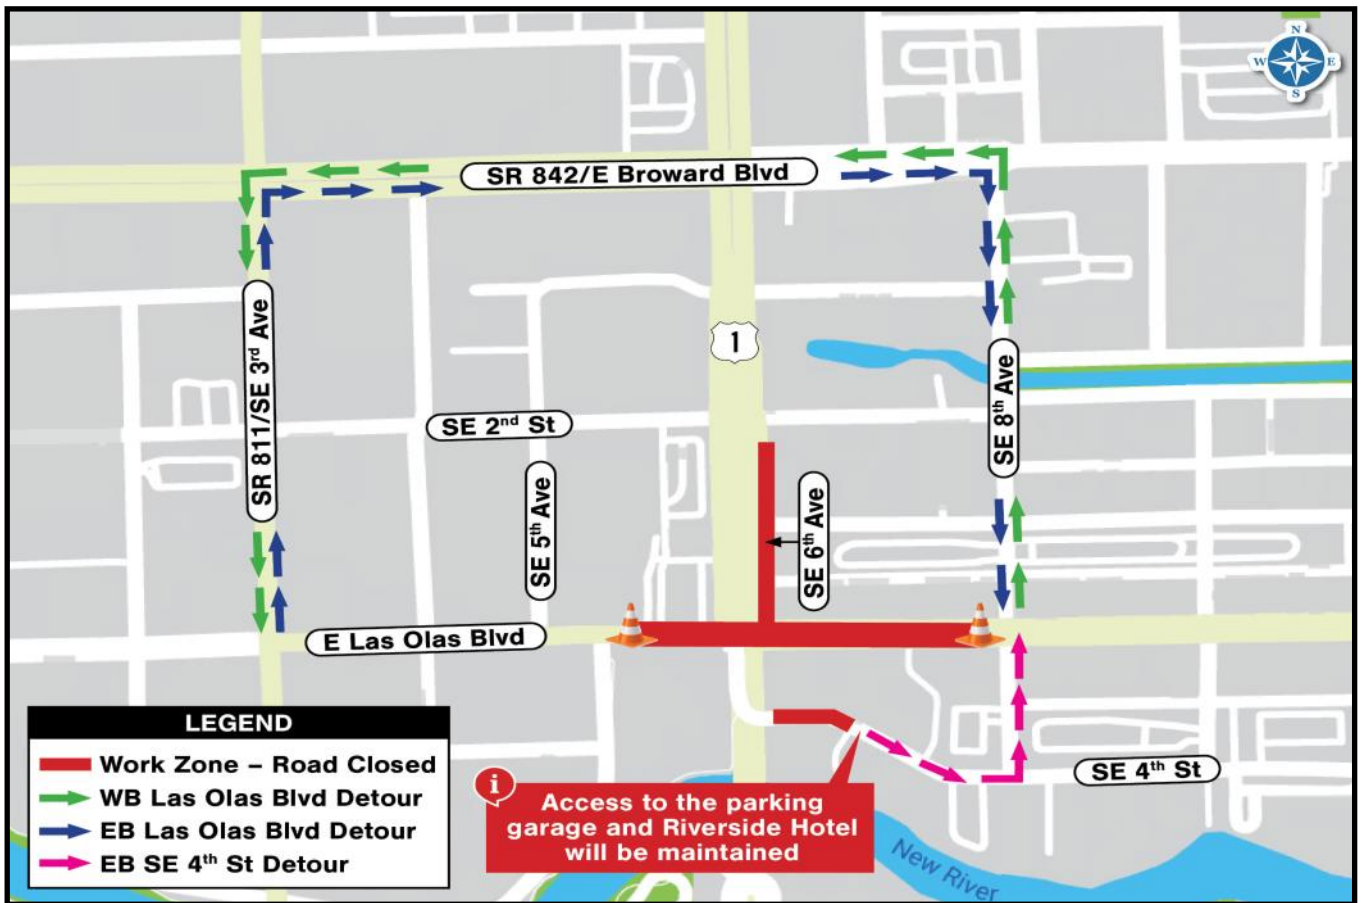 N
W E
S
SR 842/E Broward Blvd
SR 811/SE 3rd Ave
1
SE 8th Ave
SE 2nd St
SE 5th Ave
SE 6th Ave
E Las Olas Blvd
SE 4th St
LEGEND
Work Zone – Road Closed
WB Las Olas Blvd Detour
EB Las Olas Blvd Detour
EB SE 4th St Detour
i
Access to the parking
garage and Riverside Hotel
will be maintained
New River